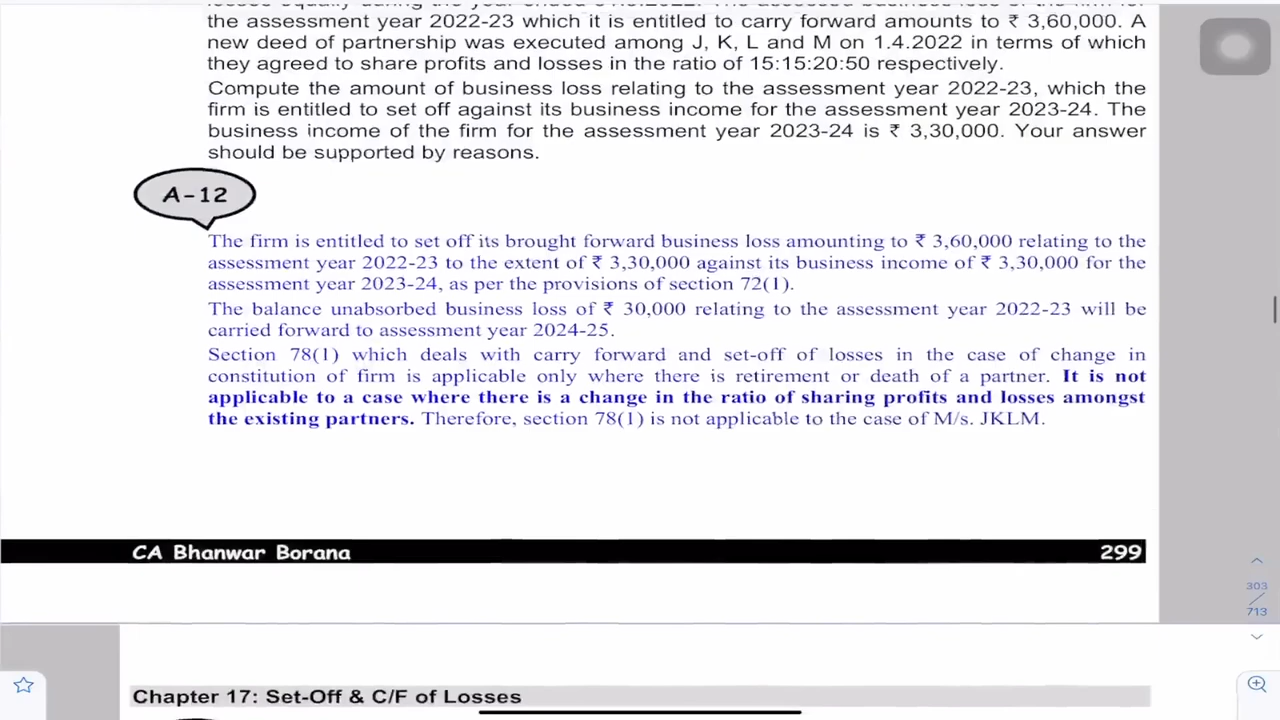 the assessment year 2022-23 which it is entitled to carry forward amounts to ₹ 3,60,000. A
new deed of partnership was executed among J, K, L and M on 1.4.2022 in terms of which
they agreed to share profits and losses in the ratio of 15:15:20:50 respectively.
Compute the amount of business loss relating to the assessment year 2022-23, which the
firm is entitled to set off against its business income for the assessment year 2023-24. The
business income of the firm for the assessment year 2023-24 is ₹ 3,30,000. Your answer
should be supported by reasons.
A-12
The firm is entitled to set off its brought forward business loss amounting to ₹ 3,60,000 relating to the
assessment year 2022-23 to the extent of ₹ 3,30,000 against its business income of ₹ 3,30,000 for the
assessment year 2023-24, as per the provisions of section 72(1).
The balance unabsorbed business loss of ₹ 30,000 relating to the assessment year 2022-23 will be
carried forward to assessment year 2024-25.
Section 78(1) which deals with carry forward and set-off of losses in the case of change in
constitution of firm is applicable only where there is retirement or death of a partner. It is not
applicable to a case where there is a change in the ratio of sharing profits and losses amongst
the existing partners. Therefore, section 78(1) is not applicable to the case of M/s. JKLM.
CA Bhanwar Borana
299
303
713
Chapter 17: Set-Off & C/F of Losses